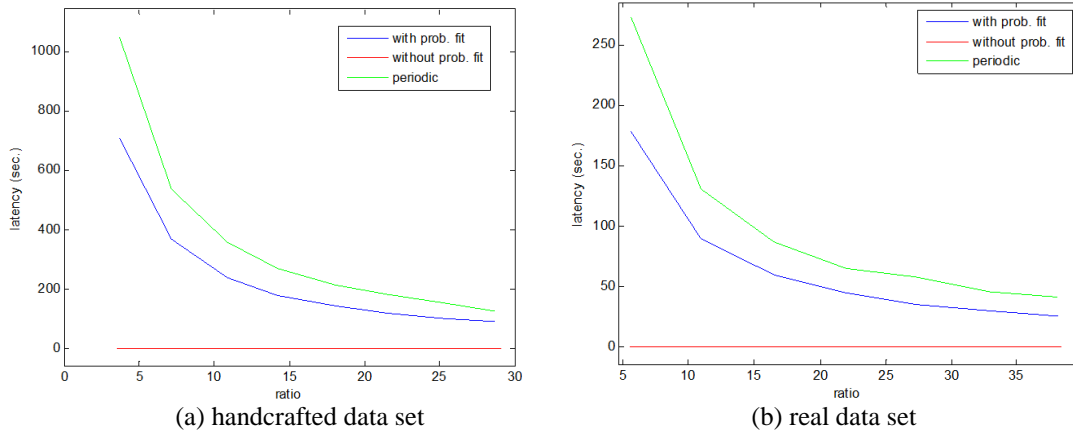 with prob. fit
without prob. fit
periodic
1000
800
600
400
200
0
latency (sec.)
0 5 10 15 20 25 30
ratio
(a) handcrafted data set
with prob. fit
without prob. fit
periodic
250
200
150
100
50
0
latency (sec.)
5 10 15 20 25 30 35
ratio
(b) real data set